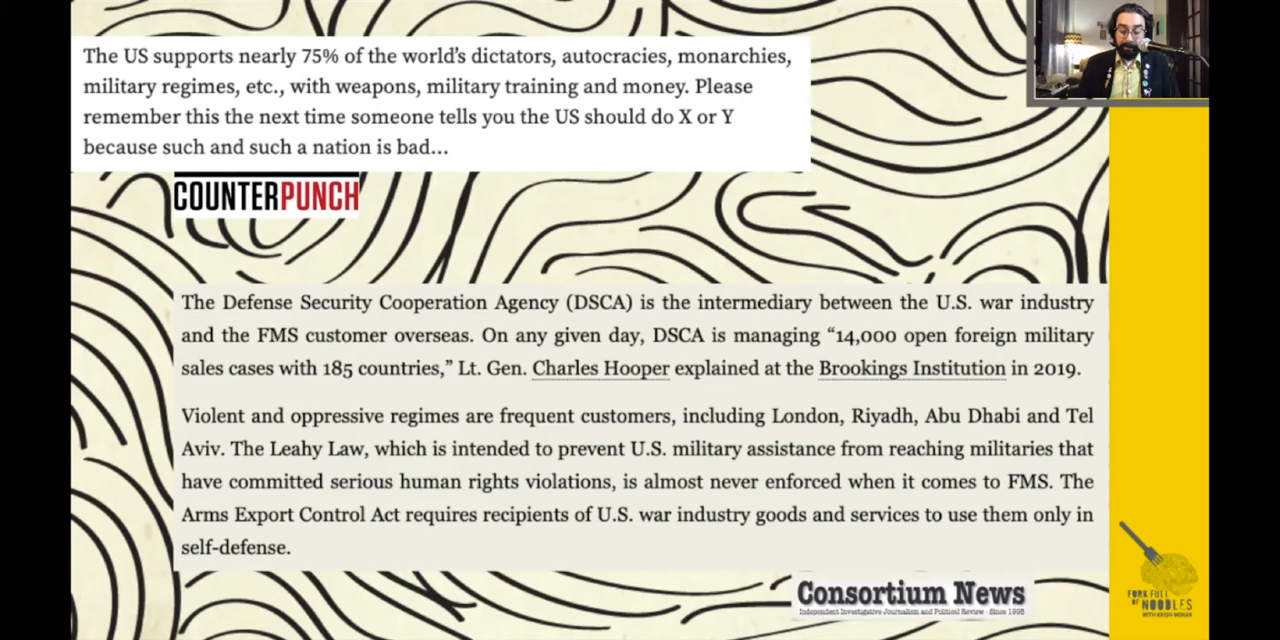 The US supports nearly 75% of the world's dictators, autocracies, monarchies,
military regimes, etc., with weapons, military training and money. Please
remember this the next time someone tells you the US should do X or Y
because such and such a nation is bad...
COUNTERPUNCH
The Defense Security Cooperation Agency (DSCA) is the intermediary between the U.S. war industry
and the FMS customer overseas. On any given day, DSCA is managing “14,000 open foreign military
sales cases with 185 countries,” Lt. Gen. Charles Hooper explained at the Brookings Institution in 2019.
Violent and oppressive regimes are frequent customers, including London, Riyadh, Abu Dhabi and Tel
Aviv. The Leahy Law, which is intended to prevent U.S. military assistance from reaching militaries that
have committed serious human rights violations, is almost never enforced when it comes to FMS. The
Arms Export Control Act requires recipients of U.S. war industry goods and services to use them only in
self-defense.
Consortium News
Independent Investigative Journalism and Political Review - Since 1995
FORK FULL
OF NOODLES
WITH KRISH MOHAN